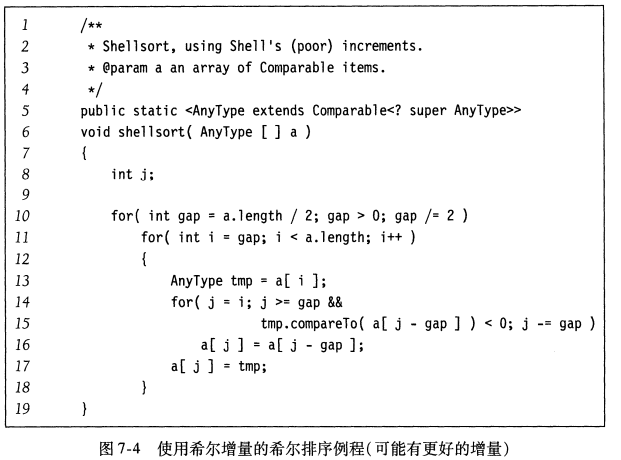 1 /**
2 * Shellsort, using Shell's (poor) increments.
3 * @param a an array of Comparable items.
4 */
5 public static <AnyType extends Comparable<? super AnyType>>
6 void shellsort( AnyType [ ] a )
7 {
8 int j;
9
10 for( int gap = a.length / 2; gap > 0; gap /= 2 )
11 for( int i = gap; i < a.length; i++ )
12 {
13 AnyType tmp = a[ i ];
14 for( j = i; j >= gap &&
15 tmp.compareTo( a[ j - gap ] ) < 0; j -= gap )
16 a[ j ] = a[ j - gap ];
17 a[ j ] = tmp;
18 }
19 }
图 7-4 使用希尔增量的希尔排序例程(可能有更好的增量)